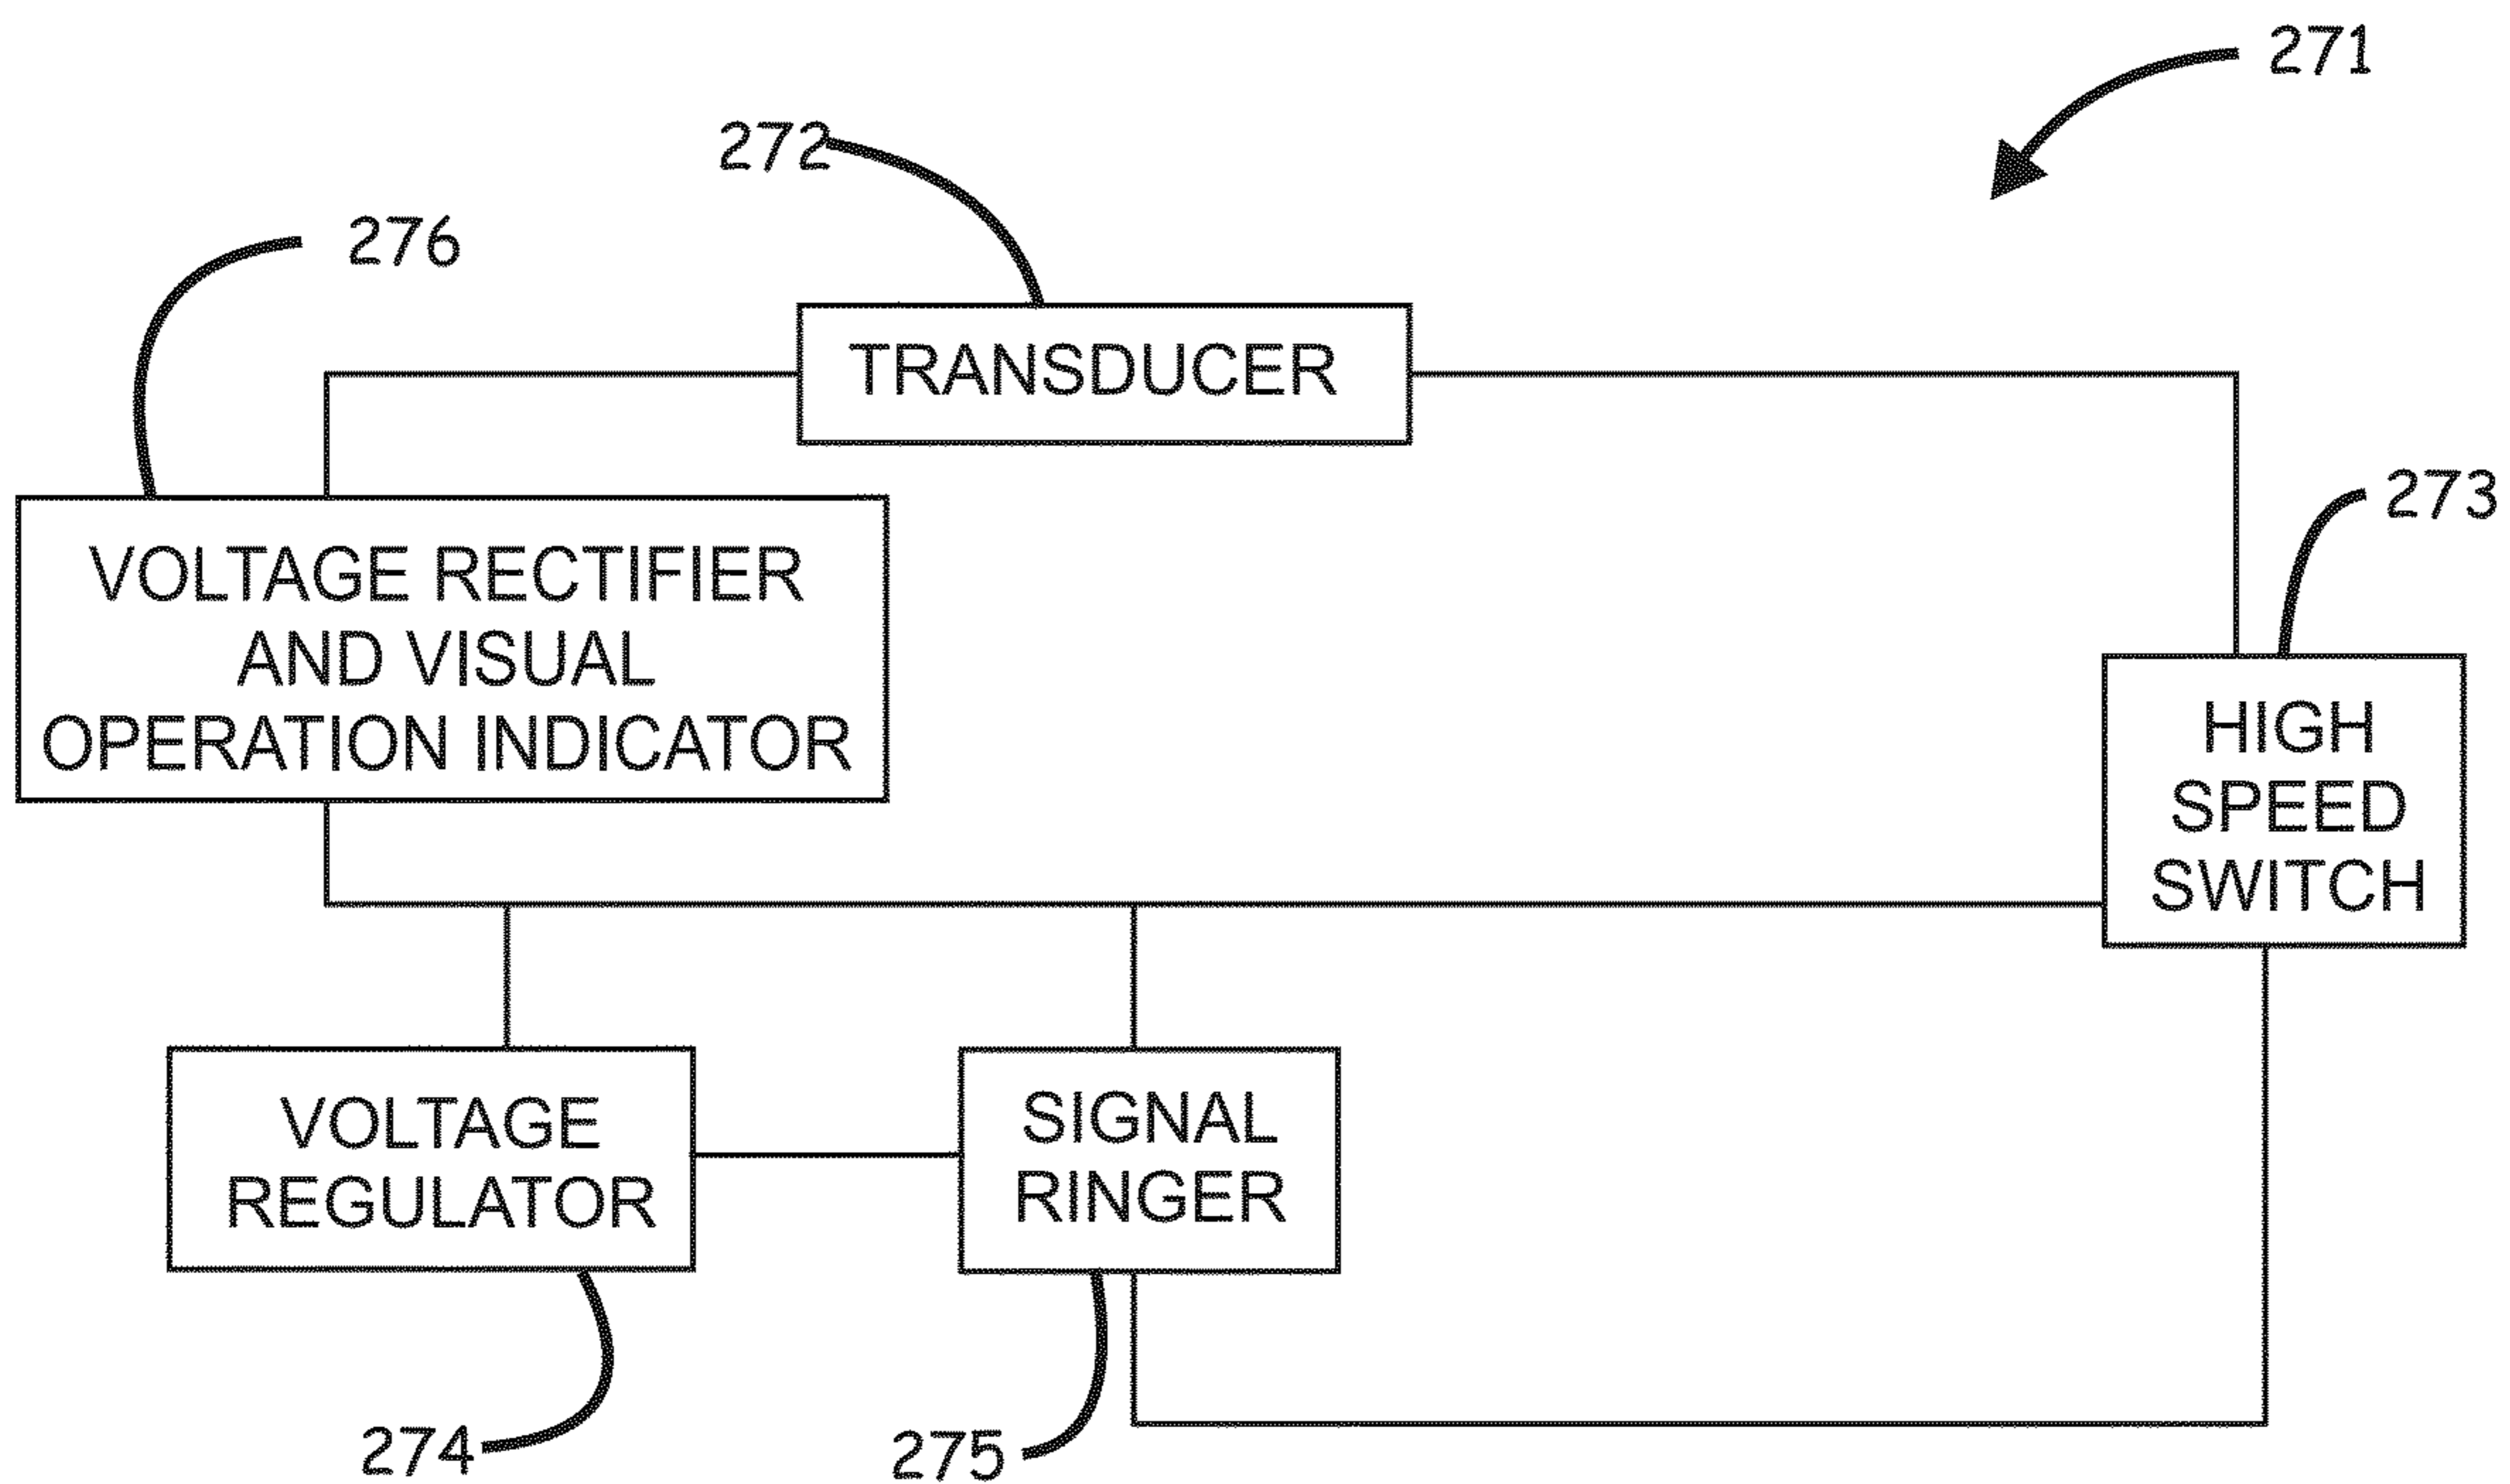 271
272
276
TRANSDUCER
273
VOLTAGE RECTIFIER
AND VISUAL
OPERATION INDICATOR
HIGH
SPEED
SWITCH
VOLTAGE
REGULATOR
SIGNAL
RINGER
274
275